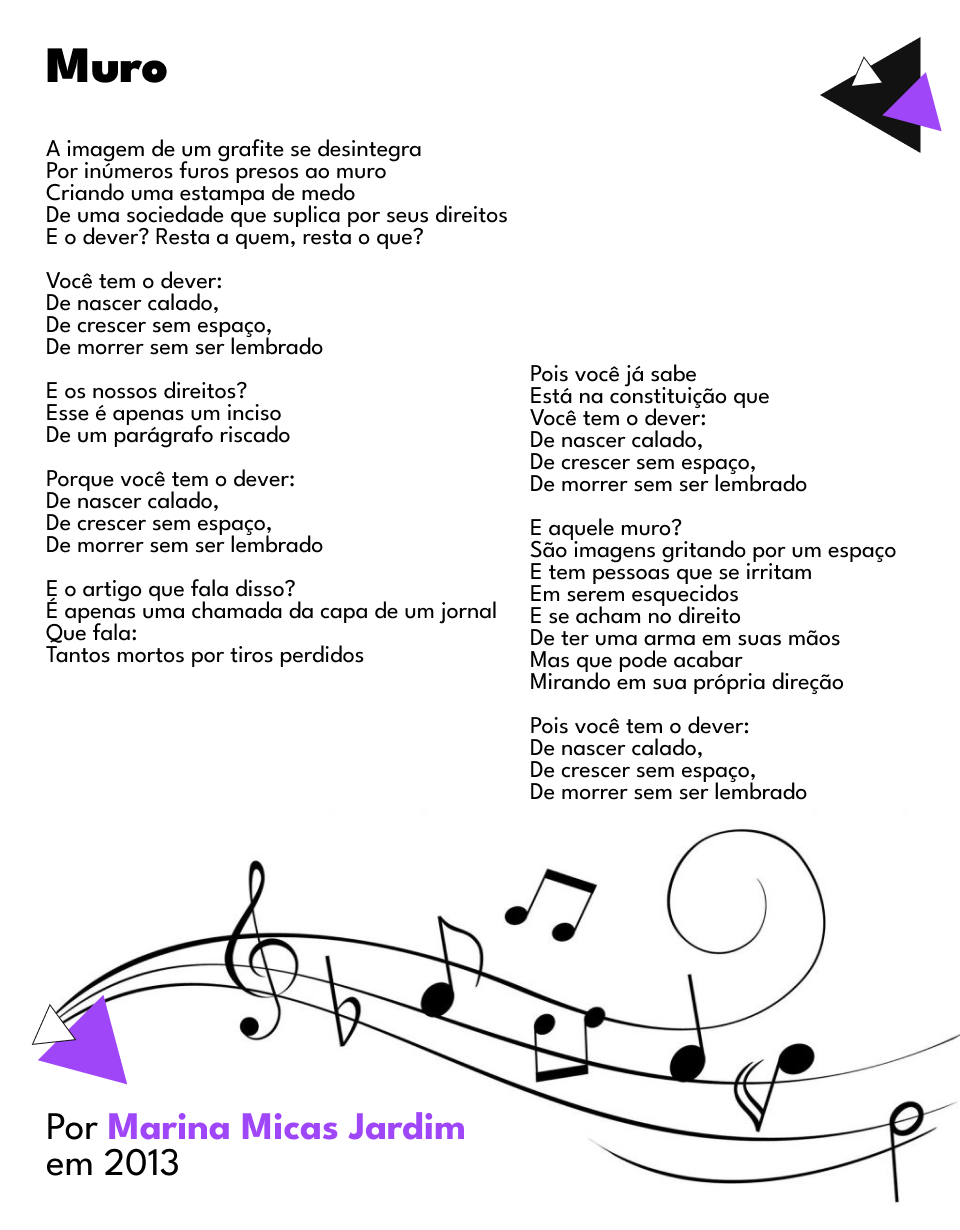 Muro
A imagem de um grafite se desintegra
Por inúmeros furos presos ao muro
Criando uma estampa de medo
De uma sociedade que suplica por seus direitos
E o dever? Resta a quem, resta o que?
Você tem o dever:
De nascer calado,
De crescer sem espaço,
De morrer sem ser lembrado
E os nossos direitos?
Esse é apenas um inciso
De um parágrafo riscado
Porque você tem o dever:
De nascer calado,
De crescer sem espaço,
De morrer sem ser lembrado
E o artigo que fala disso?
É apenas uma chamada da capa de um jornal
Que fala:
Tantos mortos por tiros perdidos
Pois você já sabe
Está na constituição que
Você tem o dever:
De nascer calado,
De crescer sem espaço,
De morrer sem ser lembrado
E aquele muro?
São imagens gritando por um espaço
E tem pessoas que se irritam
Em serem esquecidos
E se acham no direito
De ter uma arma em suas mãos
Mas que pode acabar
Mirando em sua própria direção
Pois você tem o dever:
De nascer calado,
De crescer sem espaço,
De morrer sem ser lembrado
Por Marina Micas Jardim
em 2013